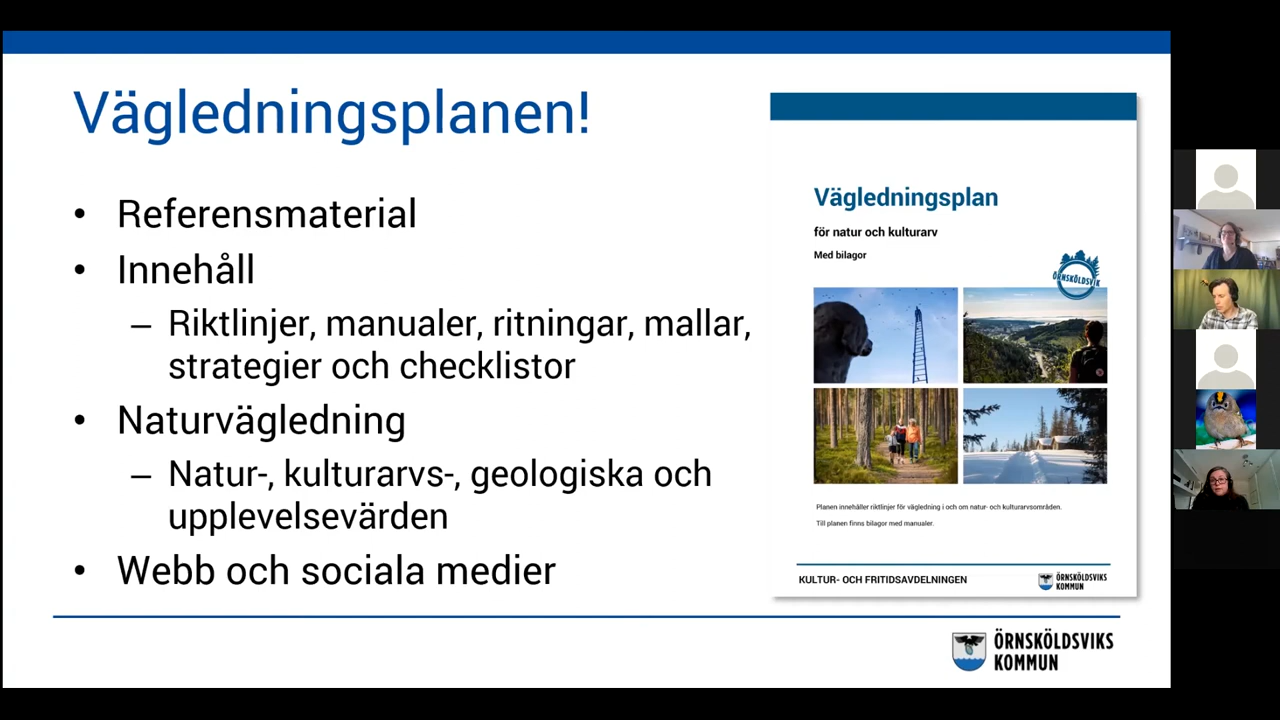 Vägledningsplanen!
• Referensmaterial
• Innehåll
– Riktlinjer, manualer, ritningar, mallar,
strategier och checklistor
• Naturvägledning
– Natur-, kulturarvs-, geologiska och
upplevelsevärden
• Webb och sociala medier
Vägledningsplan
för natur och kulturarv
Med bilagor
ÖRNSKÖLDSVIK
Planen innehåller riktlinjer för vägledning i och om natur- och kulturarvsområden.
Till planen finns bilagor med manualer.
KULTUR- OCH FRITIDSAVDELNINGEN
ÖRNSKÖLDSVIKS
KOMMUN
ÖRNSKÖLDSVIKS
KOMMUN